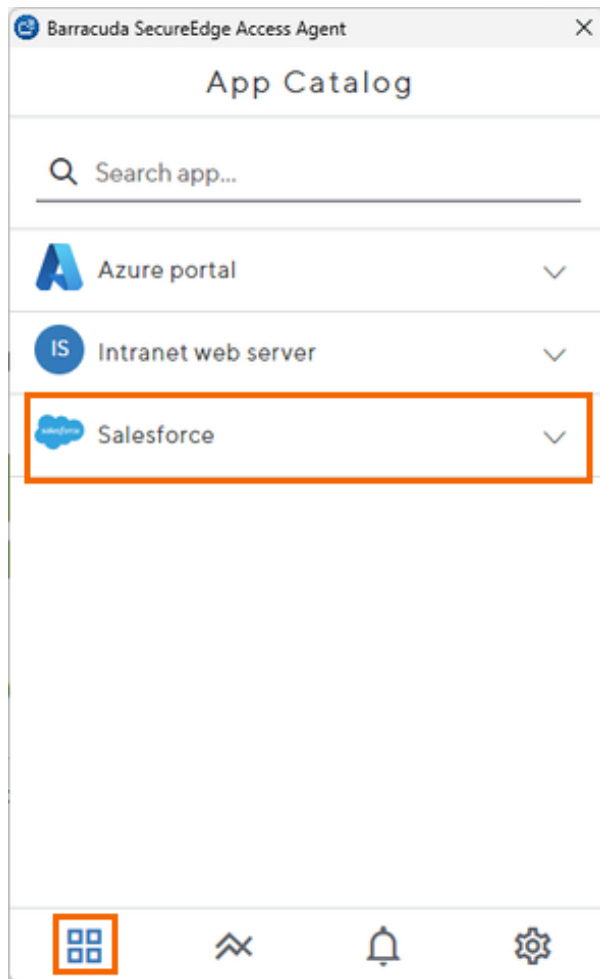 Barracuda SecureEdge Access Agent
App Catalog
Search app...
Azure portal
IS
Intranet web server
salesforce
Salesforce